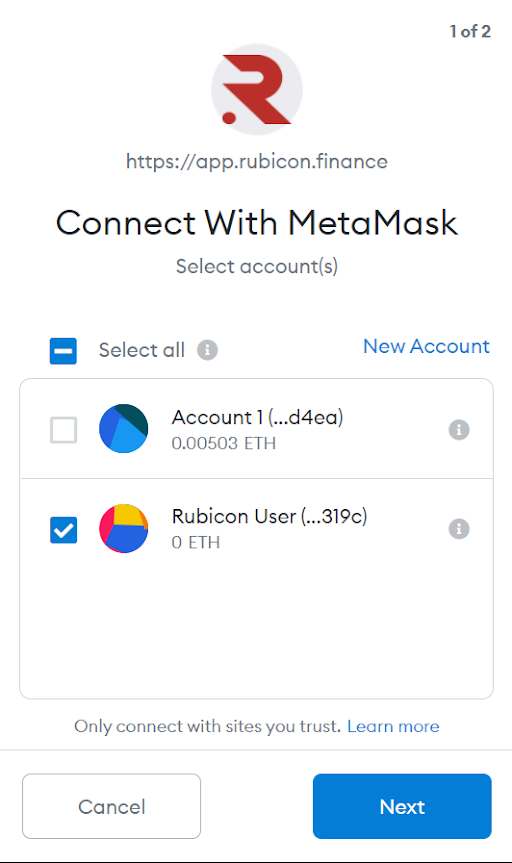 1 of 2
https://app.rubicon.finance
Connect With MetaMask
Select account(s)
Select all
New Account
Account 1 (...d4ea)
0.00503 ETH
Rubicon User (...319c)
0 ETH
Only connect with sites you trust. Learn more
Cancel
Next